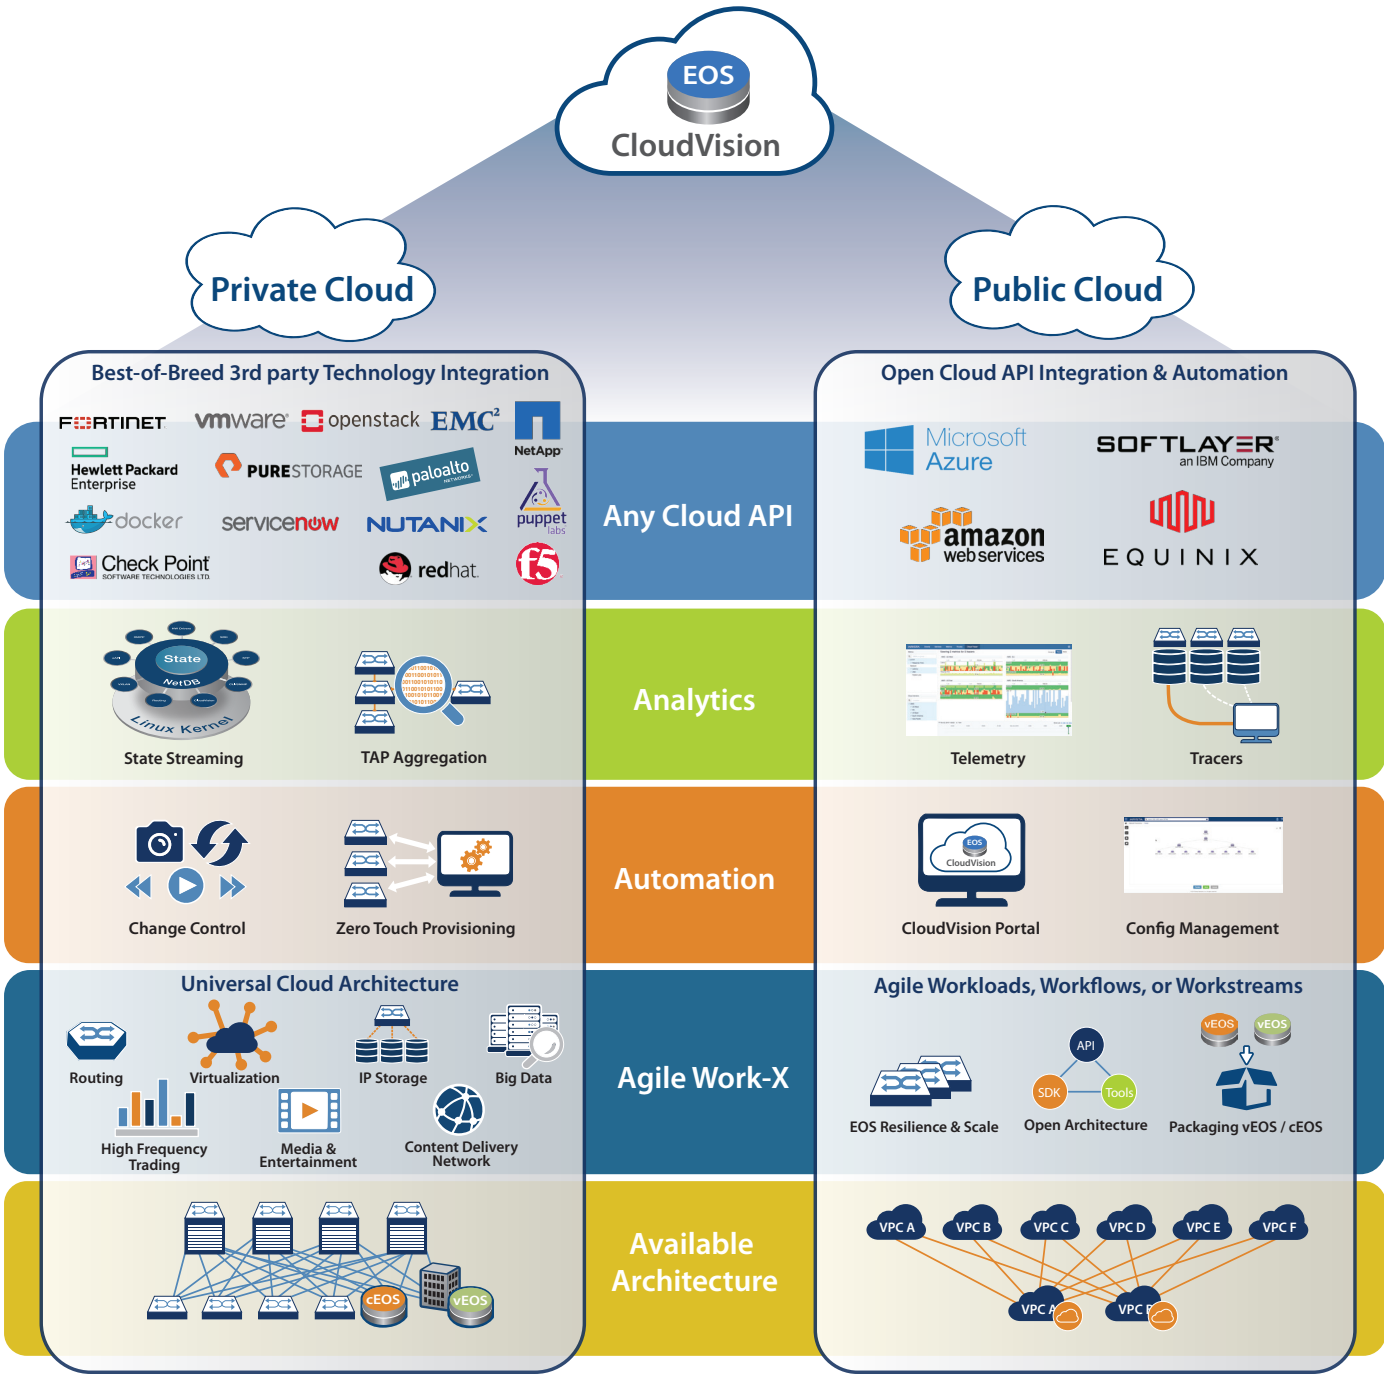 EOS
CloudVision
Private Cloud
Public Cloud
Best-of-Breed 3rd party Technology Integration
FORTINET
vmware®
openstack
EMC²
NetApp
Hewlett Packard
Enterprise
PURESTORAGE
paloalto
NETWORKS
docker
servicenow
NUTANIX
puppet
labs
Check Point
SOFTWARE TECHNOLOGIES LTD.
redhat.
f5
Any Cloud API
Open Cloud API Integration & Automation
Microsoft
Azure
SOFTLAYER®
an IBM Company
amazon
web services
EQUINIX
State
NetDB
Linux Kernel
State Streaming
TAP Aggregation
Analytics
Telemetry
Tracers
Change Control
Zero Touch Provisioning
Automation
EOS
CloudVision
CloudVision Portal
Config Management
Universal Cloud Architecture
Routing
Virtualization
IP Storage
Big Data
High Frequency
Trading
Media &
Entertainment
Content Delivery
Network
Agile Work-X
Agile Workloads, Workflows, or Workstreams
EOS Resilience & Scale
API
SDK
Tools
Open Architecture
vEOS
vEOS
Packaging vEOS / cEOS
cEOS
vEOS
Available
Architecture
VPC A
VPC B
VPC C
VPC D
VPC E
VPC F
VPC
VPC